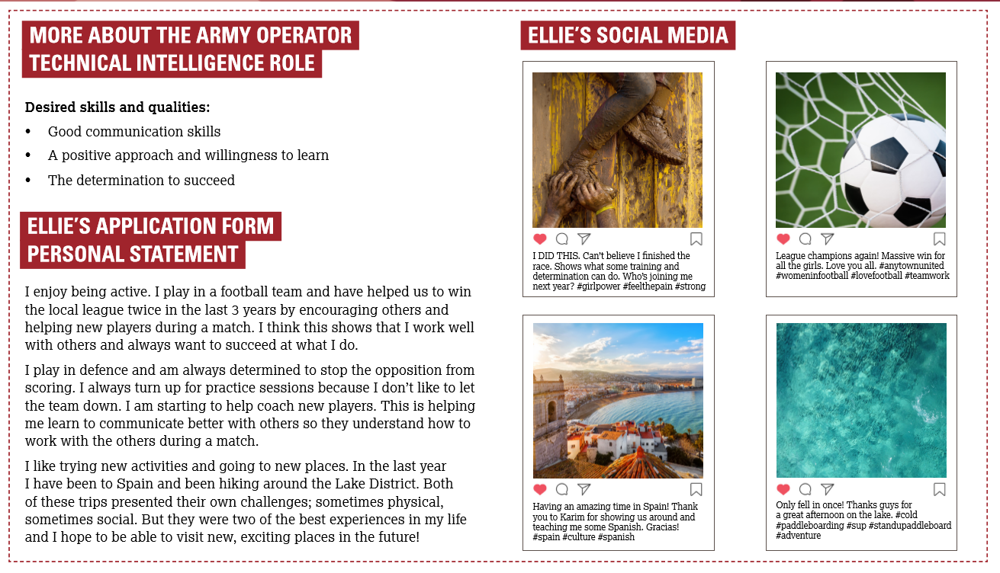 MORE ABOUT THE ARMY OPERATOR
TECHNICAL INTELLIGENCE ROLE
Desired skills and qualities:
• Good communication skills
• A positive approach and willingness to learn
• The determination to succeed
ELLIE'S APPLICATION FORM
PERSONAL STATEMENT
I enjoy being active. I play in a football team and have helped us to win
the local league twice in the last 3 years by encouraging others and
helping new players during a match. I think this shows that I work well
with others and always want to succeed at what I do.
I play in defence and am always determined to stop the opposition from
scoring. I always turn up for practice sessions because I don't like to let
the team down. I am starting to help coach new players. This is helping
me learn to communicate better with others so they understand how to
work with the others during a match.
I like trying new activities and going to new places. In the last year
I have been to Spain and been hiking around the Lake District. Both
of these trips presented their own challenges; sometimes physical,
sometimes social. But they were two of the best experiences in my life
and I hope to be able to visit new, exciting places in the future!
ELLIE'S SOCIAL MEDIA
I DID THIS. Can't believe I finished the
race. Shows what some training and
determination can do. Who's joining me
next year? #girlpower #feelthepain #strong
League champions again! Massive win for
all the girls. Love you all. #anytownunited
#womeninfootball #lovefootball #teamwork
Having an amazing time in Spain! Thank
you to Karim for showing us around and
teaching me some Spanish. Gracias!
#spain #culture #spanish
Only fell in once! Thanks guys for
a great afternoon on the lake. #cold
#paddleboarding #sup #standupaddleboard
#adventure